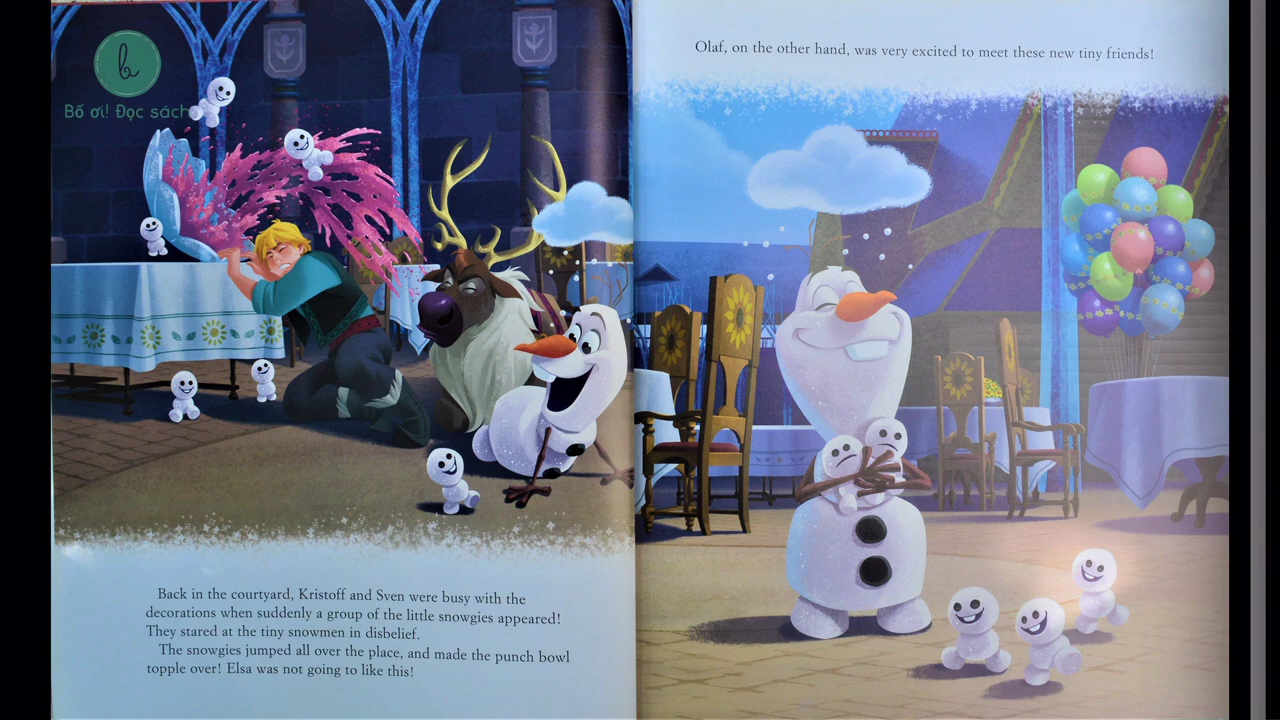 b
Bố ơi! Đọc sách
Back in the courtyard, Kristoff and Sven were busy with the
decorations when suddenly a group of the little snowgies appeared!
They stared at the tiny snowmen in disbelief.
The snowgies jumped all over the place, and made the punch bowl
topple over! Elsa was not going to like this!
Olaf, on the other hand, was very excited to meet these new tiny friends!